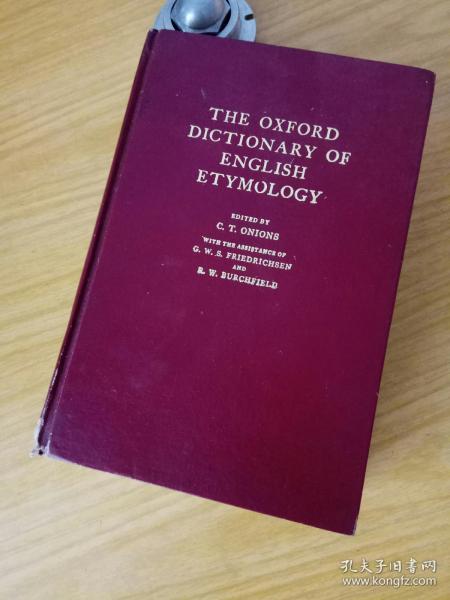 THE OXFORD
DICTIONARY OF
ENGLISH
ETYMOLOGY
EDITED BY
C. T. ONIONS
WITH THE ASSISTANCE OF
G. W. S. FRIEDRICHSEN
AND
R. W. BURCHFIELD
孔夫子旧书网
www.kongfz.com